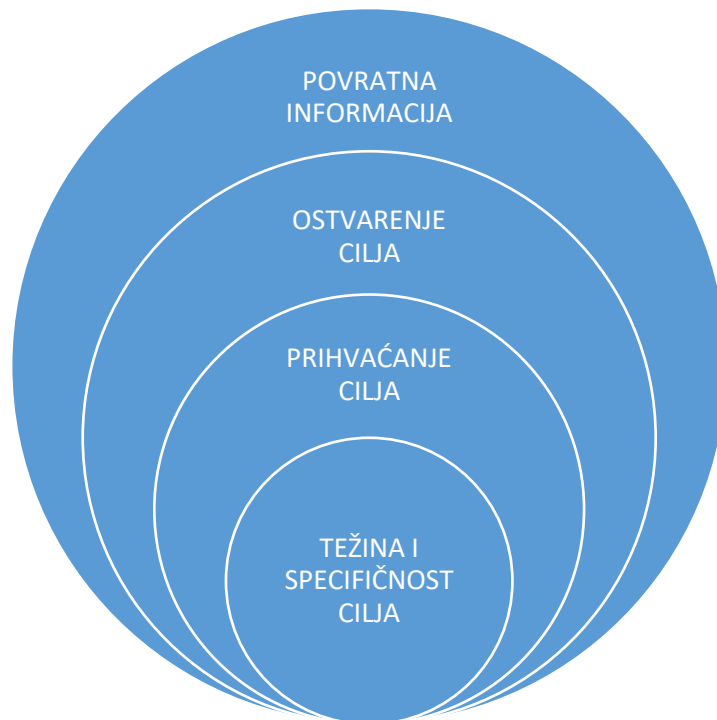 POVRATNA
INFORMACIJA
OSTVARENJE
CILJA
PRIHVAĆANJE
CILJA
TEŽINA I
SPECIFIČNOST
CILJA